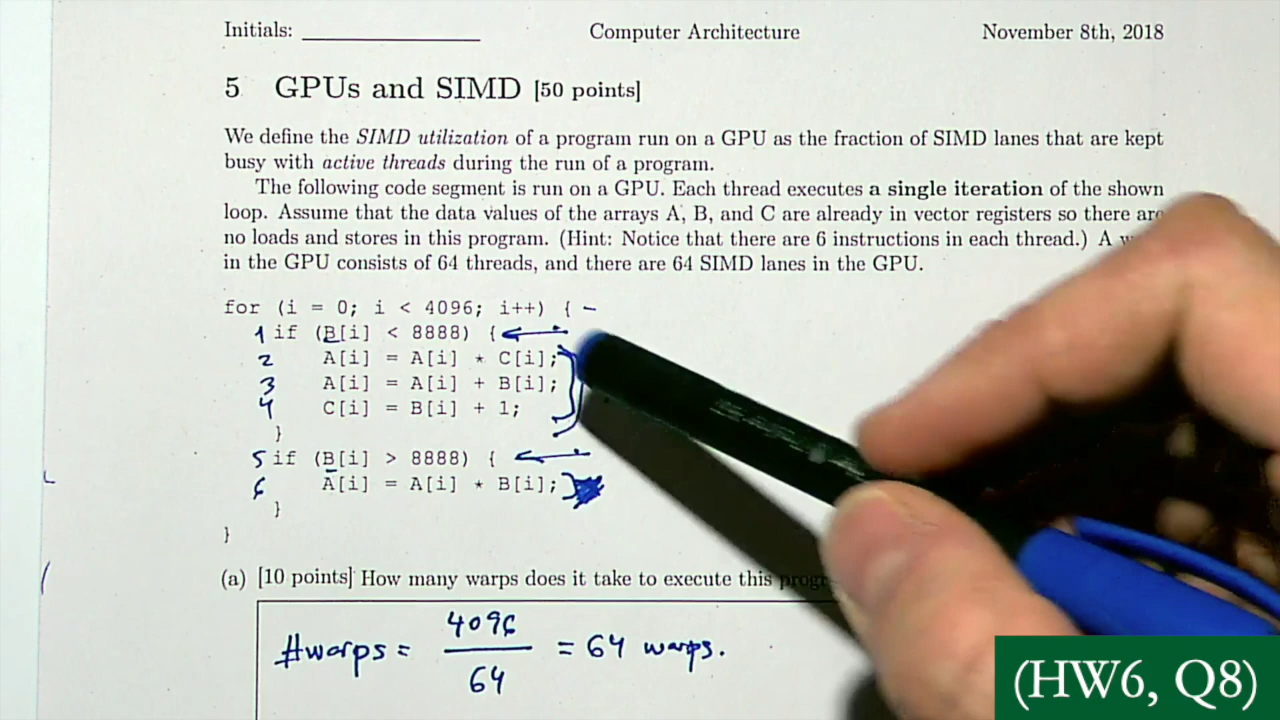 Initials: ____________ Computer Architecture November 8th, 2018
5 GPUs and SIMD [50 points]
We define the SIMD utilization of a program run on a GPU as the fraction of SIMD lanes that are kept
busy with active threads during the run of a program.
The following code segment is run on a GPU. Each thread executes a single iteration of the shown
loop. Assume that the data values of the arrays A, B, and C are already in vector registers so there are
no loads and stores in this program. (Hint: Notice that there are 6 instructions in each thread.) A
in the GPU consists of 64 threads, and there are 64 SIMD lanes in the GPU.
for (i = 0; i < 4096; i++) {
1 if (B[i] < 8888) {
2 A[i] = A[i] * C[i];
3 A[i] = A[i] + B[i];
4 C[i] = B[i] + 1;
}
5 if (B[i] > 8888) {
6 A[i] = A[i] * B[i];
}
}
(a) [10 points] How many warps does it take to execute this
#warps = 4096 / 64 = 64 warps.
(HW6, Q8)